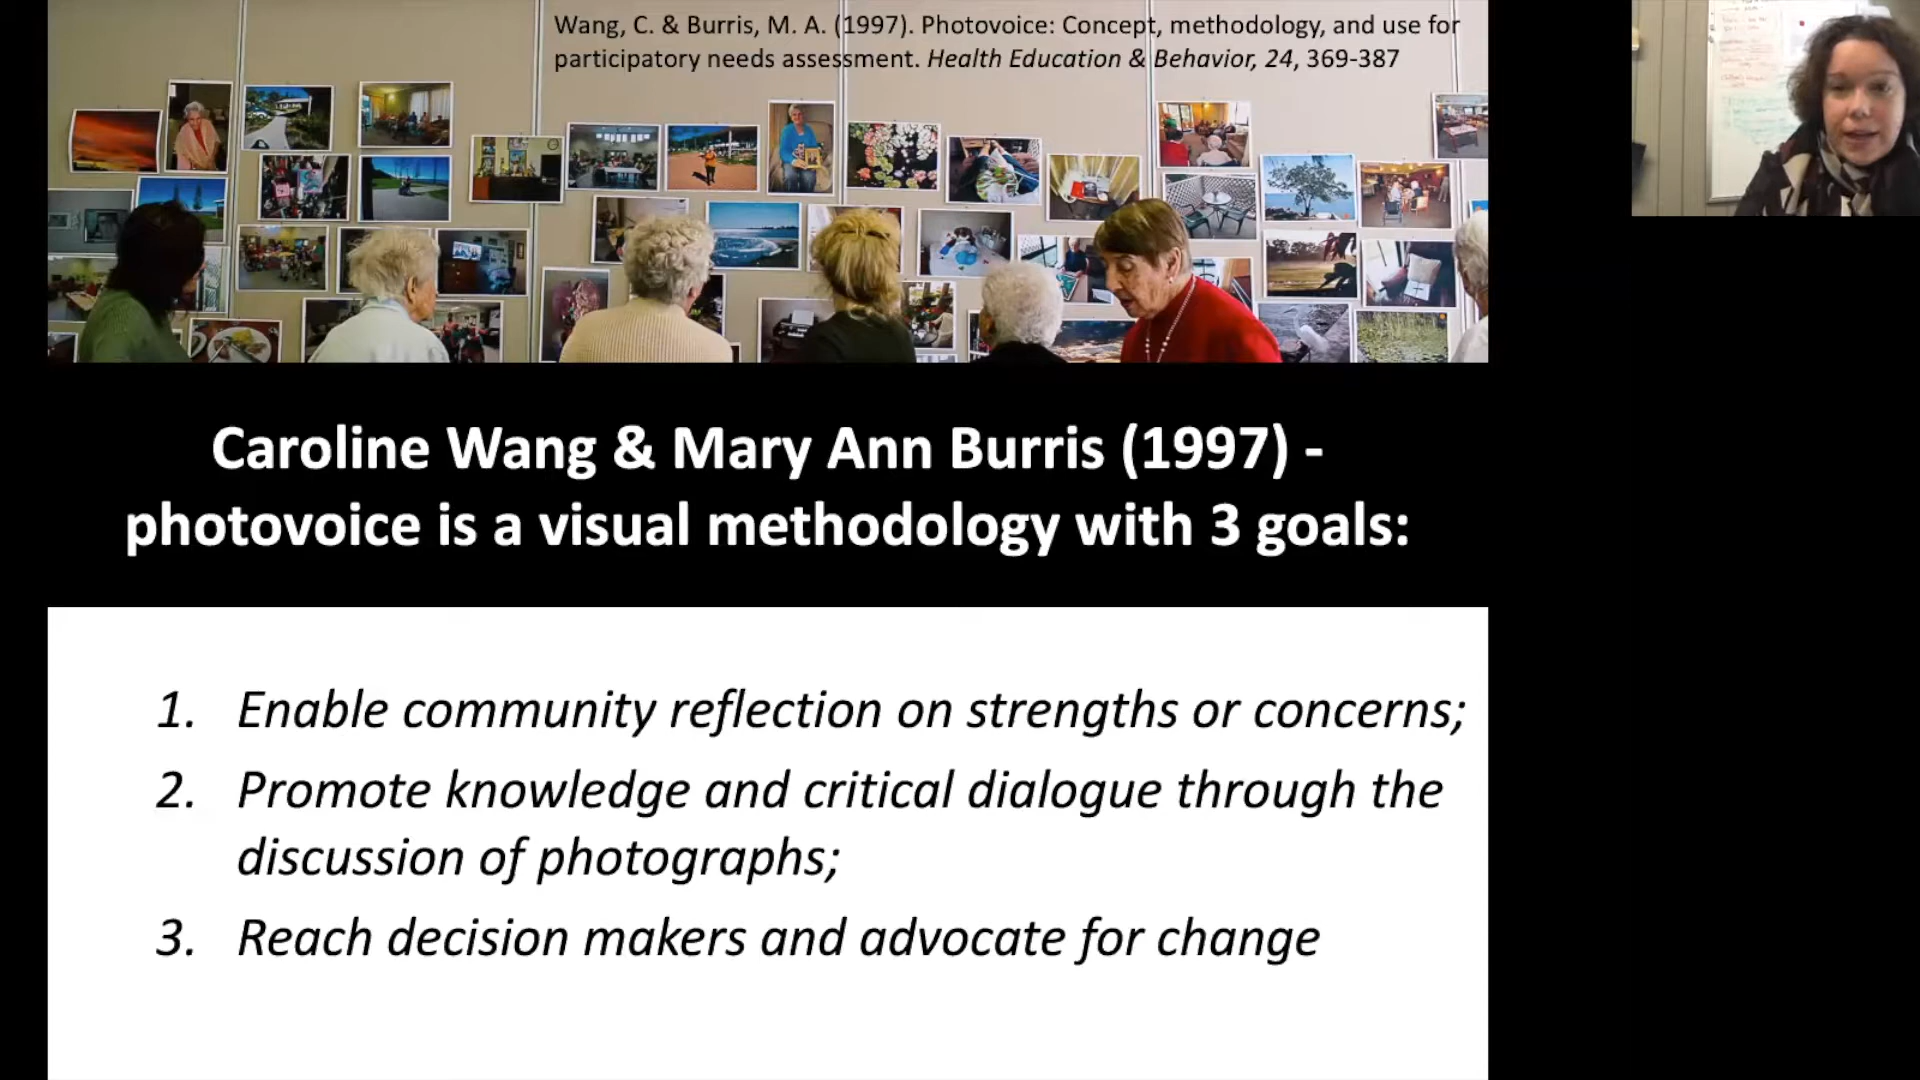 Wang, C. & Burris, M. A. (1997). Photovoice: Concept, methodology, and use for
participatory needs assessment. Health Education & Behavior, 24, 369-387
Caroline Wang & Mary Ann Burris (1997) -
photovoice is a visual methodology with 3 goals:
1. Enable community reflection on strengths or concerns;
2. Promote knowledge and critical dialogue through the
discussion of photographs;
3. Reach decision makers and advocate for change